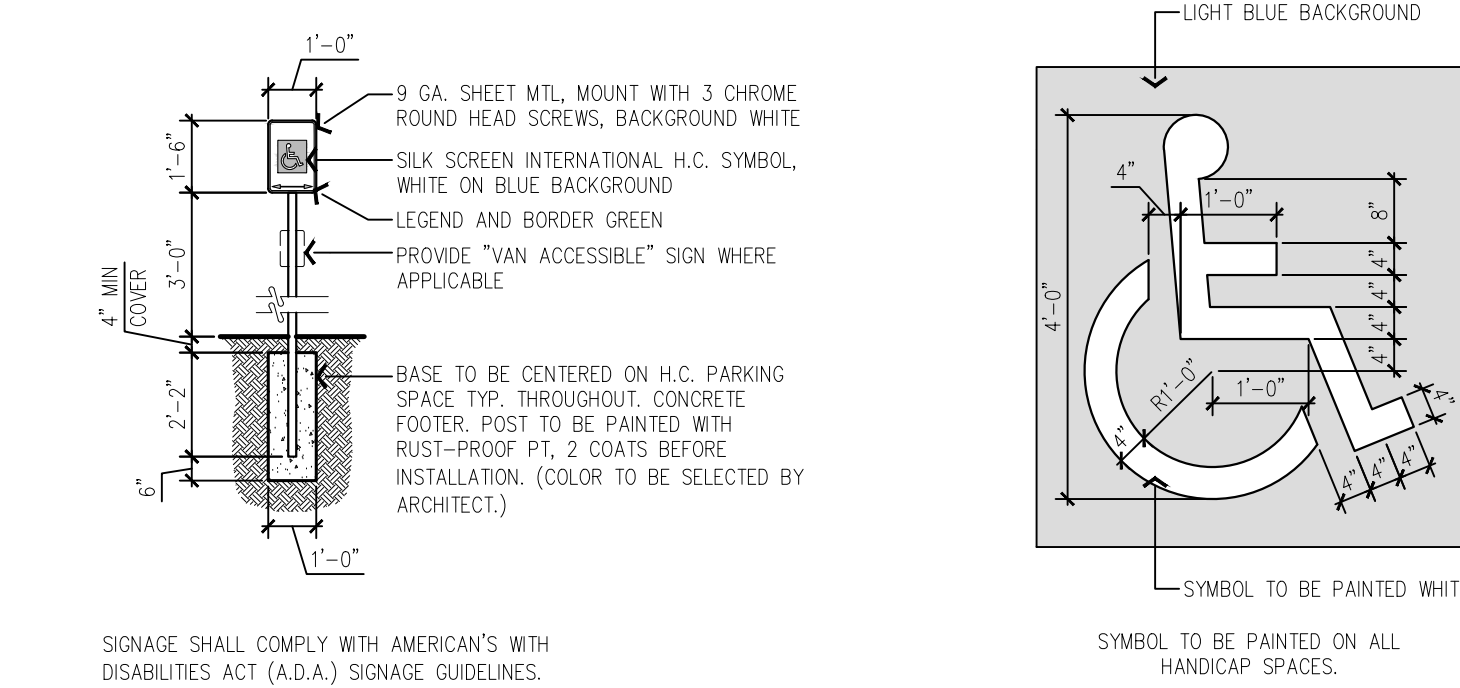 1'-0"
9 GA. SHEET MTL, MOUNT WITH 3 CHROME
ROUND HEAD SCREWS, BACKGROUND WHITE
1'-6"
SILK SCREEN INTERNATIONAL H.C. SYMBOL,
WHITE ON BLUE BACKGROUND
LEGEND AND BORDER GREEN
3'-0"
PROVIDE "VAN ACCESSIBLE" SIGN WHERE
APPLICABLE
4" MIN
COVER
2'-2"
BASE TO BE CENTERED ON H.C. PARKING
SPACE TYP. THROUGHOUT. CONCRETE
FOOTER. POST TO BE PAINTED WITH
RUST-PROOF PT, 2 COATS BEFORE
INSTALLATION. (COLOR TO BE SELECTED BY
ARCHITECT.)
6"
1'-0"
SIGNAGE SHALL COMPLY WITH AMERICAN'S WITH
DISABILITIES ACT (A.D.A.) SIGNAGE GUIDELINES.
LIGHT BLUE BACKGROUND
4"
1'-0"
8"
4"
4"
4"
4"
4'-0"
R1'-0"
1'-0"
4"
4"
4"
4"
4"
SYMBOL TO BE PAINTED WHIT
SYMBOL TO BE PAINTED ON ALL
HANDICAP SPACES.